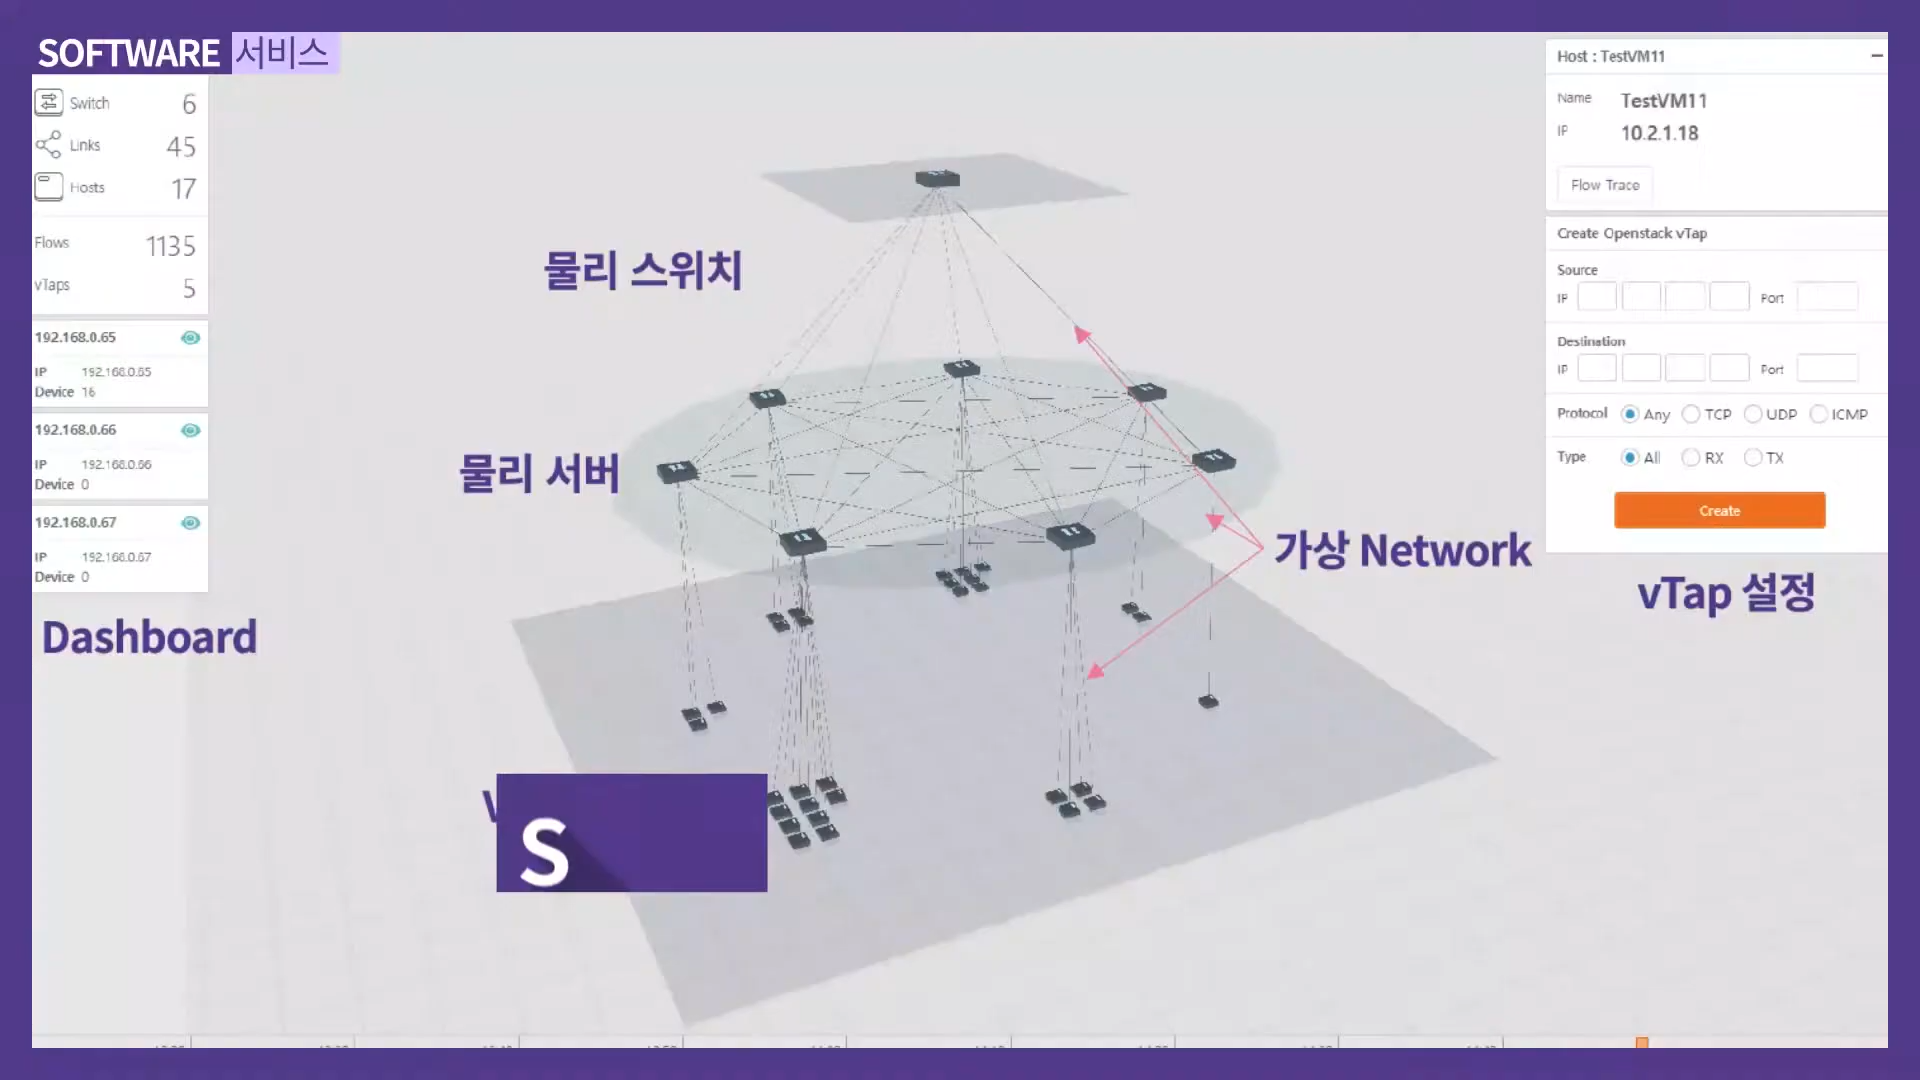 SOFTWARE 서비스
Switch 6
Links 45
Hosts 17
Flows 1135
vTaps 5
192.168.0.65
IP 192.168.0.65
Device 16
192.168.0.66
IP 192.168.0.66
Device 0
192.168.0.67
IP 192.168.0.67
Device 0
Dashboard
물리 스위치
물리 서버
가상 Network
S
Host : TestVM11
Name TestVM11
IP 10.2.1.18
Flow Trace
Create Openstack vTap
Source
IP Port
Destination
IP Port
Protocol Any TCP UDP ICMP
Type All RX TX
Create
vTap 설정